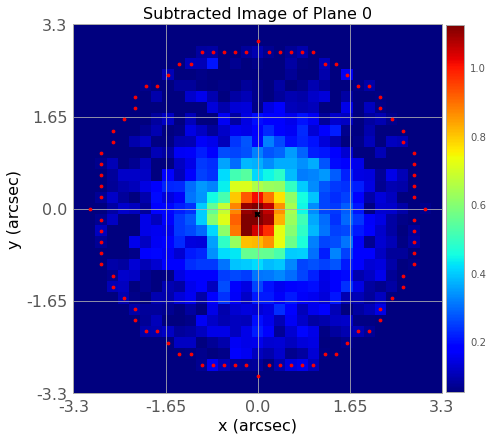 Subtracted Image of Plane 0
3.3
1.65
0.0
-1.65
-3.3
y (arcsec)
-3.3 -1.65 0.0 1.65 3.3
x (arcsec)
1.0
0.8
0.6
0.4
0.2